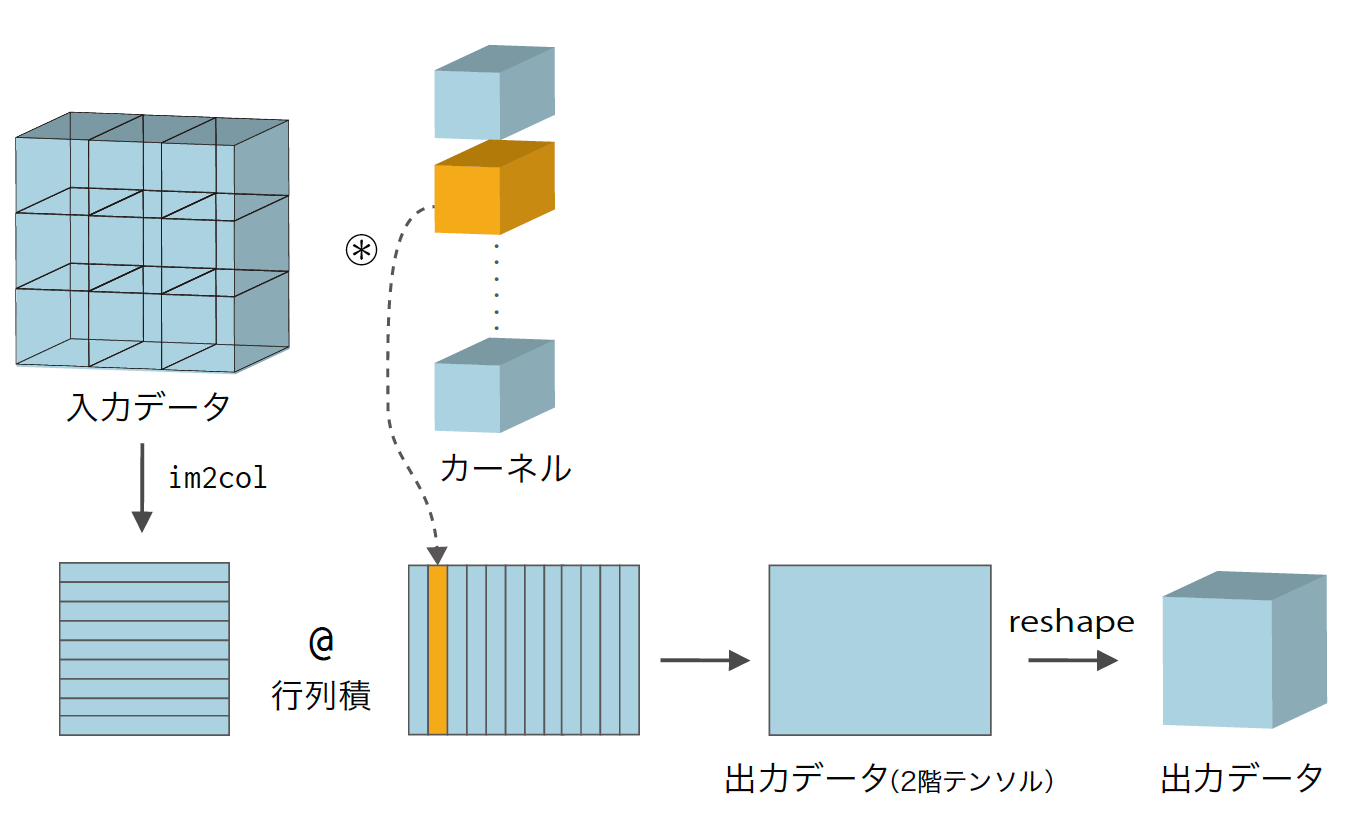 ⊛
入力データ
im2col
カーネル
@
行列積
reshape
出力データ(2階テンソル)
出力データ